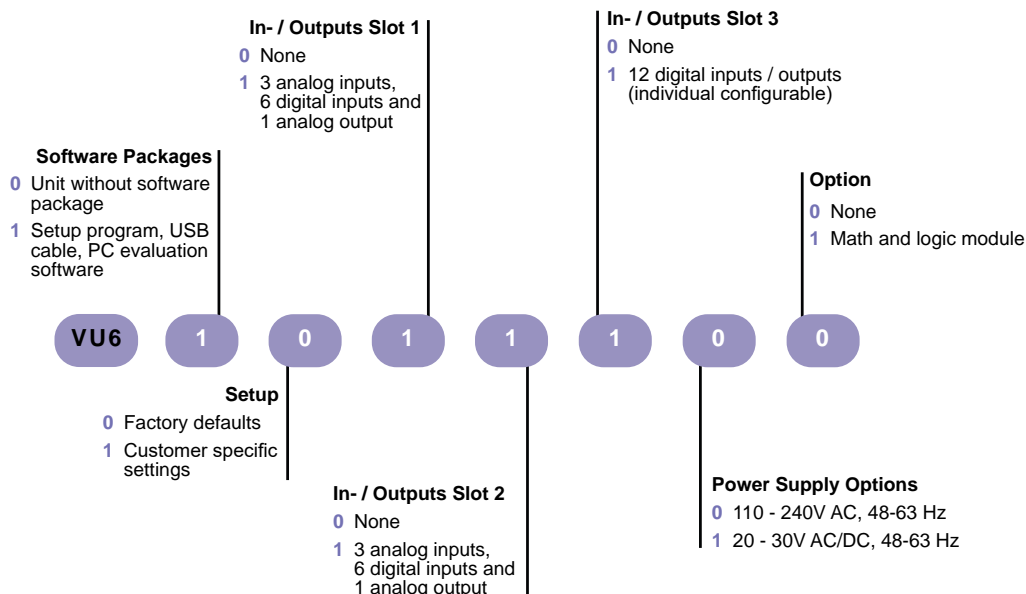 In- / Outputs Slot 1
0 None
1 3 analog inputs,
6 digital inputs and
1 analog output
In- / Outputs Slot 3
0 None
1 12 digital inputs / outputs
(individual configurable)
Software Packages
0 Unit without software
package
1 Setup program, USB
cable, PC evaluation
software
Option
0 None
1 Math and logic module
VU6 1 0 1 1 1 0 0
Setup
0 Factory defaults
1 Customer specific
settings
In- / Outputs Slot 2
0 None
1 3 analog inputs,
6 digital inputs and
1 analog output
Power Supply Options
0 110 - 240V AC, 48-63 Hz
1 20 - 30V AC/DC, 48-63 Hz